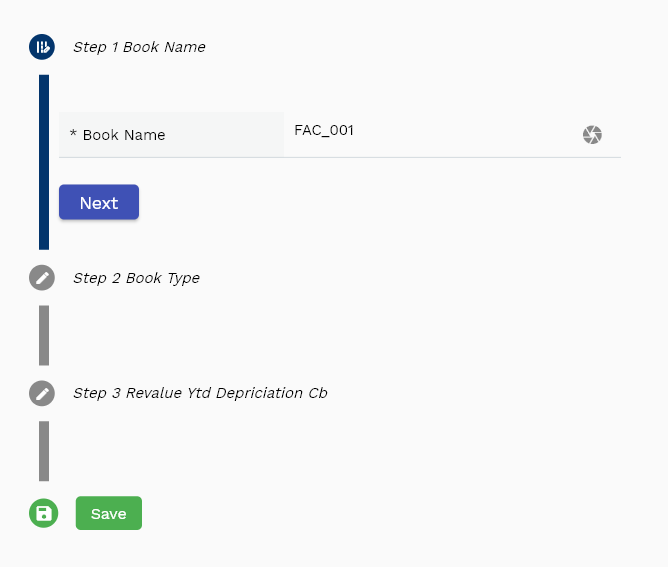 Step 1 Book Name
* Book Name
FAC_001
Next
Step 2 Book Type
Step 3 Revalue Ytd Depriciation Cb
Save